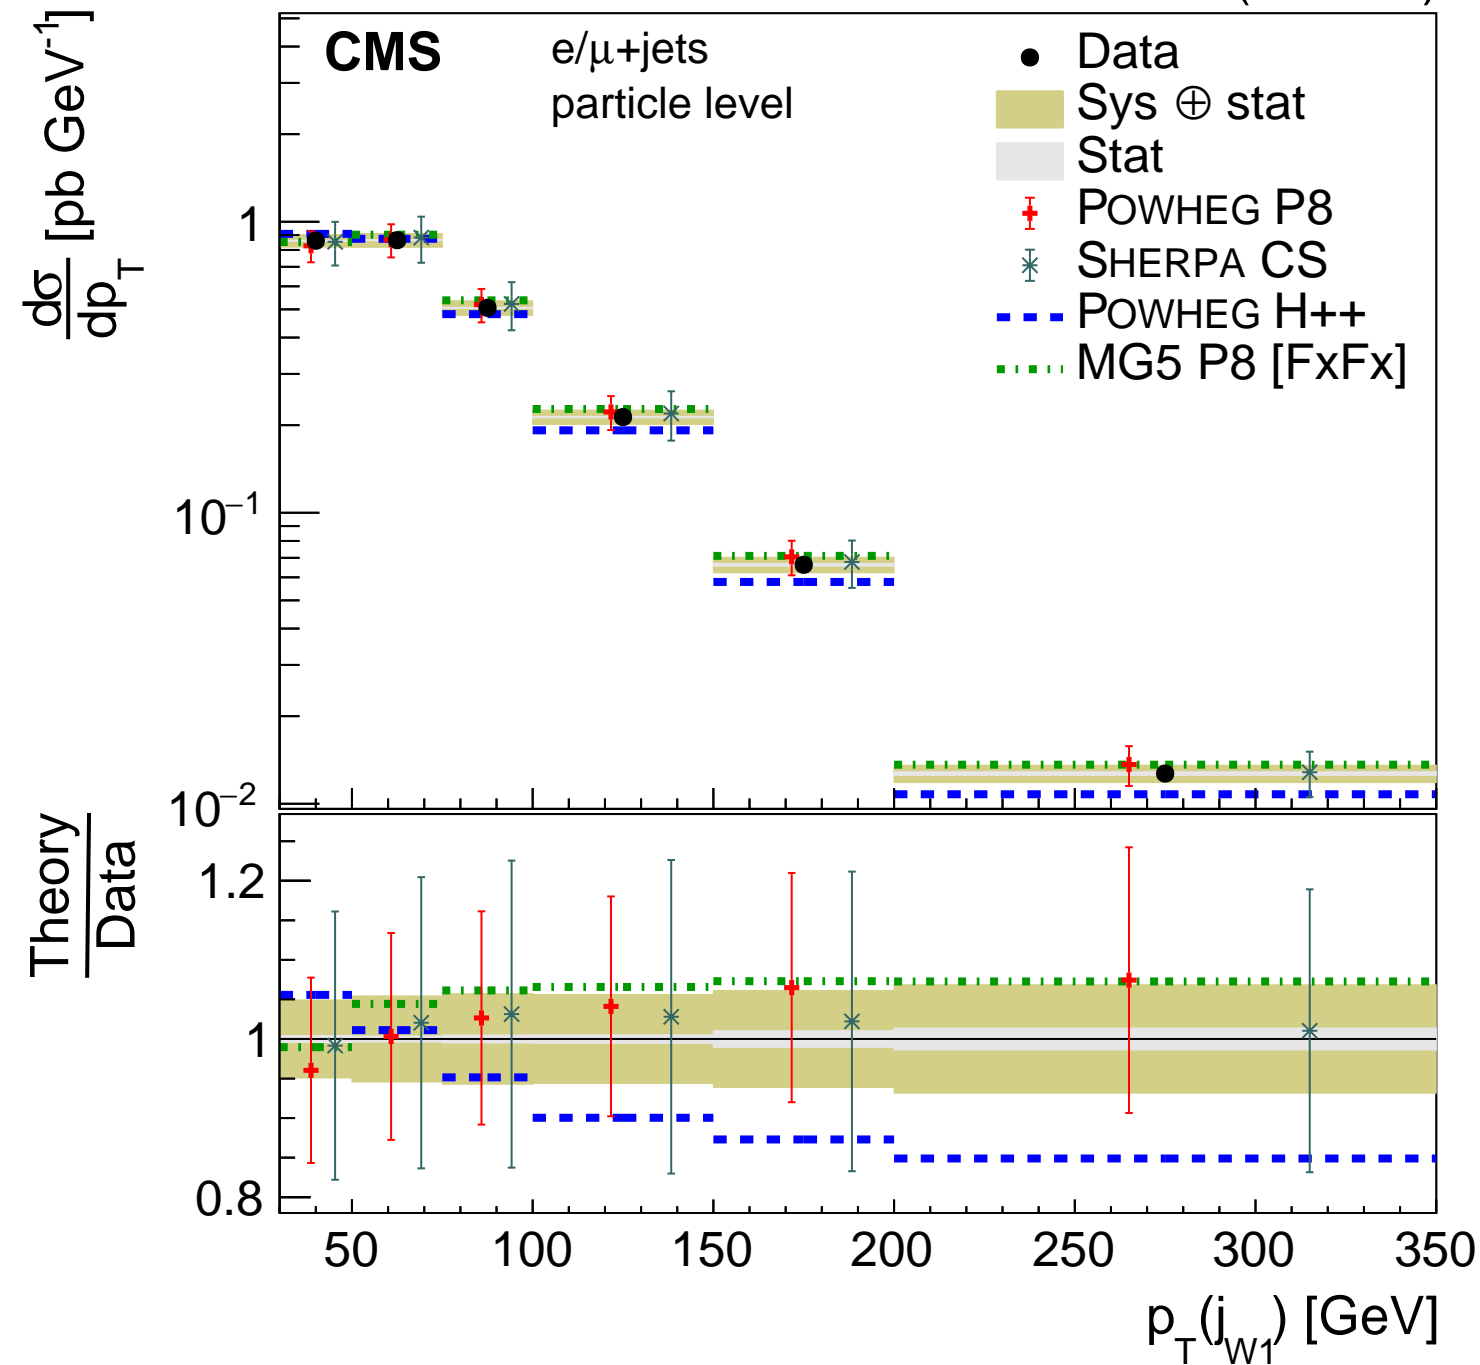 CMS
e/μ+jets
particle level
Data
Sys ⊕ stat
Stat
POWHEG P8
SHERPA CS
POWHEG H++
MG5 P8 [FxFx]
dσ/dp_T [pb GeV⁻¹]
1
10⁻¹
10⁻²
Theory/Data
1.2
1
0.8
50 100 150 200 250 300 350
p_T(j_W1) [GeV]